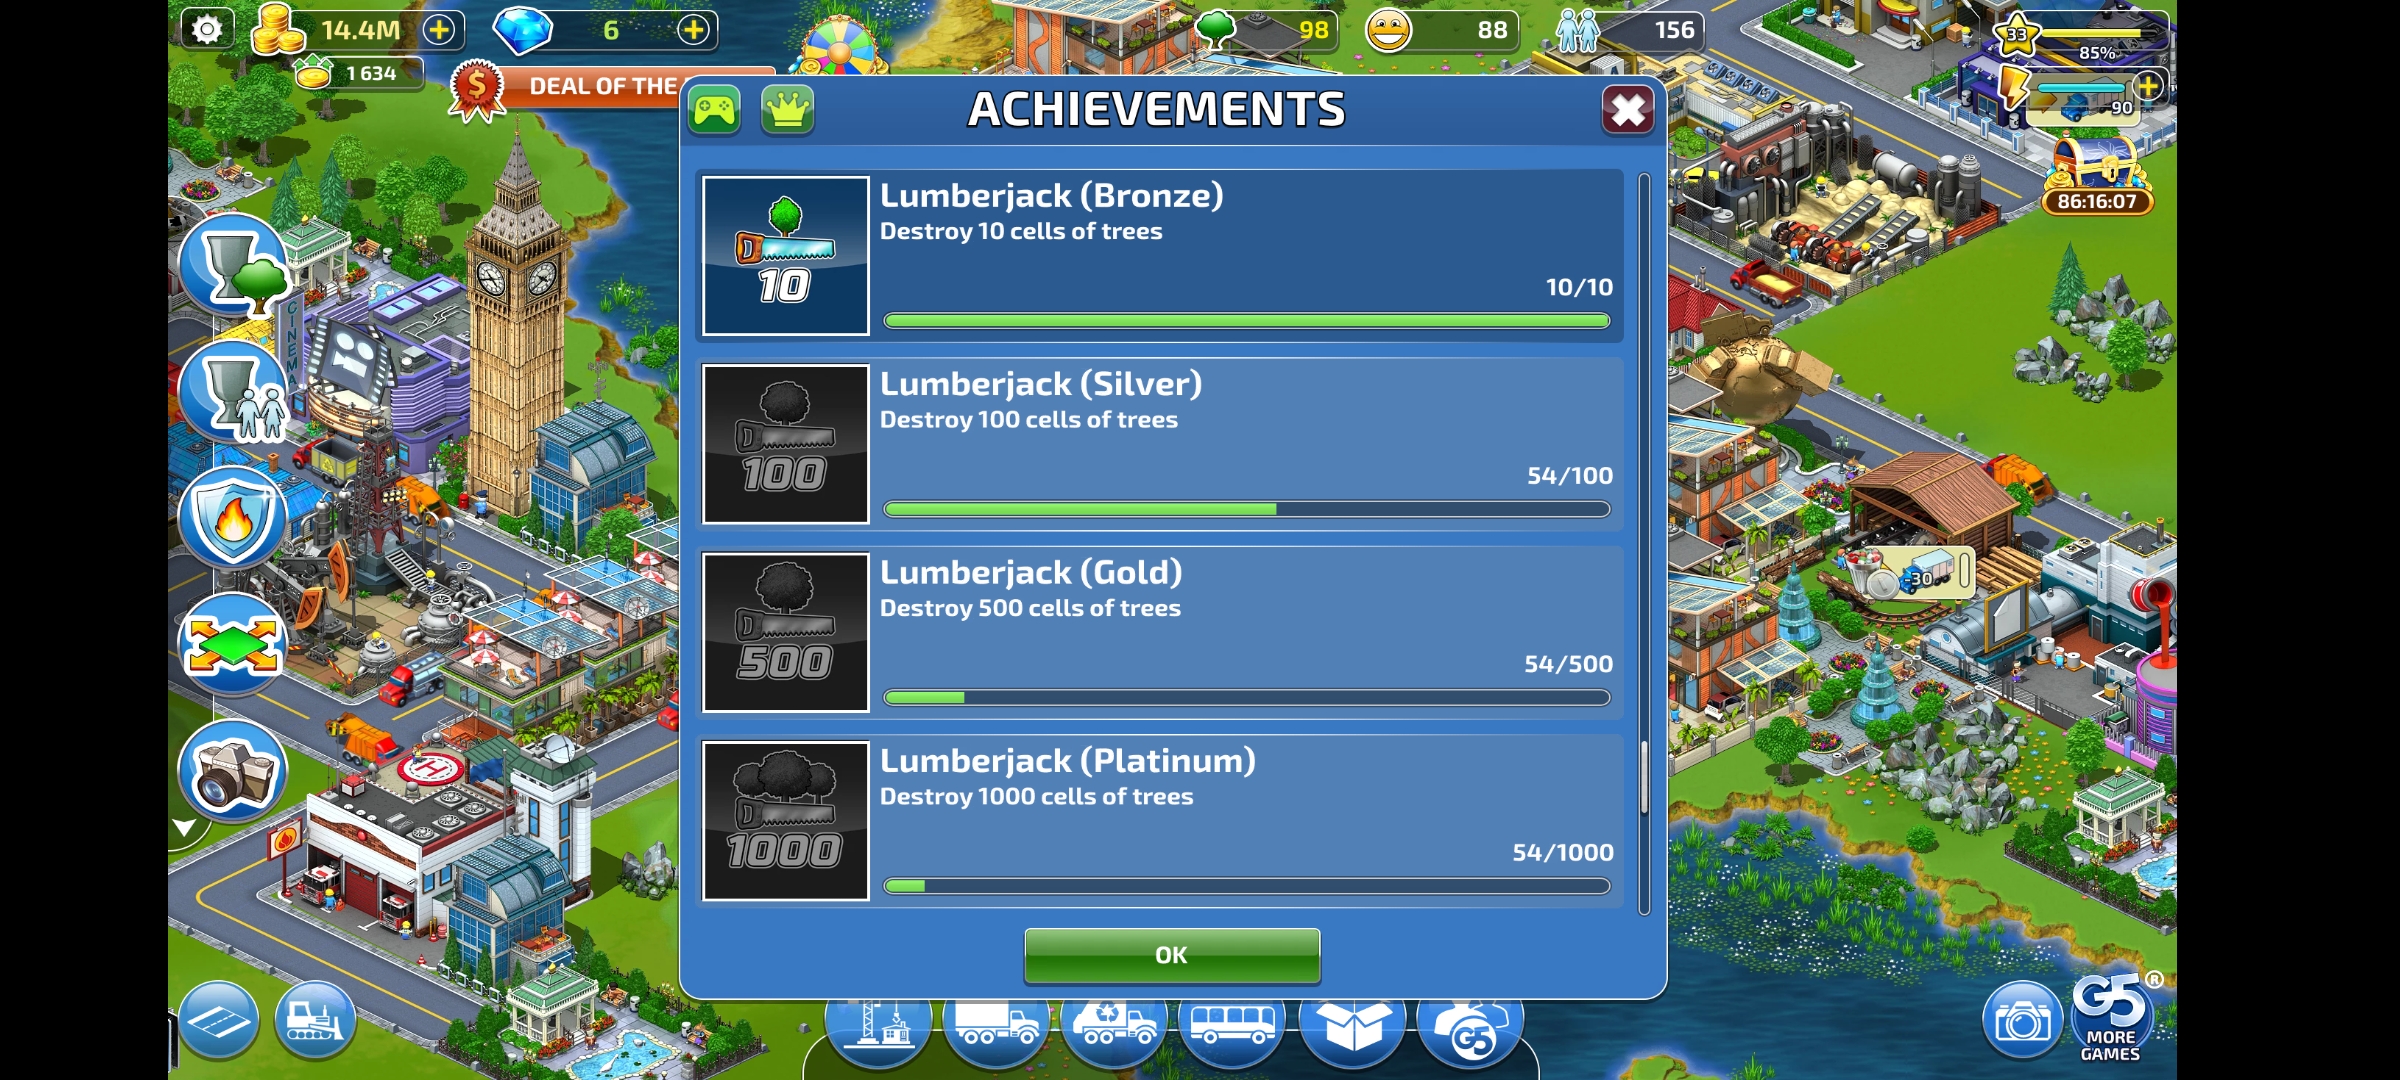 14.4M
6
98
88
156
33
85%
1 634
DEAL OF THE
90
ACHIEVEMENTS
86:16:07
Lumberjack (Bronze)
Destroy 10 cells of trees
10
10/10
CINEMA
Lumberjack (Silver)
Destroy 100 cells of trees
100
54/100
Lumberjack (Gold)
Destroy 500 cells of trees
500
54/500
-30
Lumberjack (Platinum)
Destroy 1000 cells of trees
1000
54/1000
H
OK
G5
G5®
MORE
GAMES